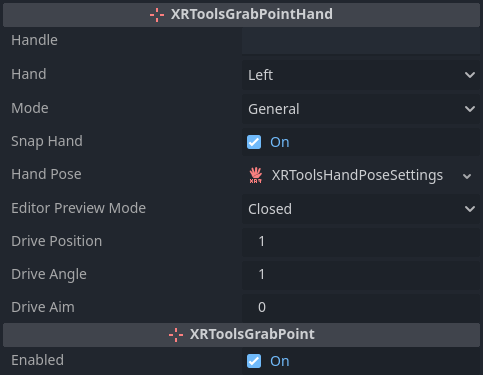 XRToolsGrabPointHand
Handle
Hand Left
Mode General
Snap Hand On
Hand Pose XRT XRToolsHandPoseSettings
Editor Preview Mode Closed
Drive Position 1
Drive Angle 1
Drive Aim 0
XRToolsGrabPoint
Enabled On